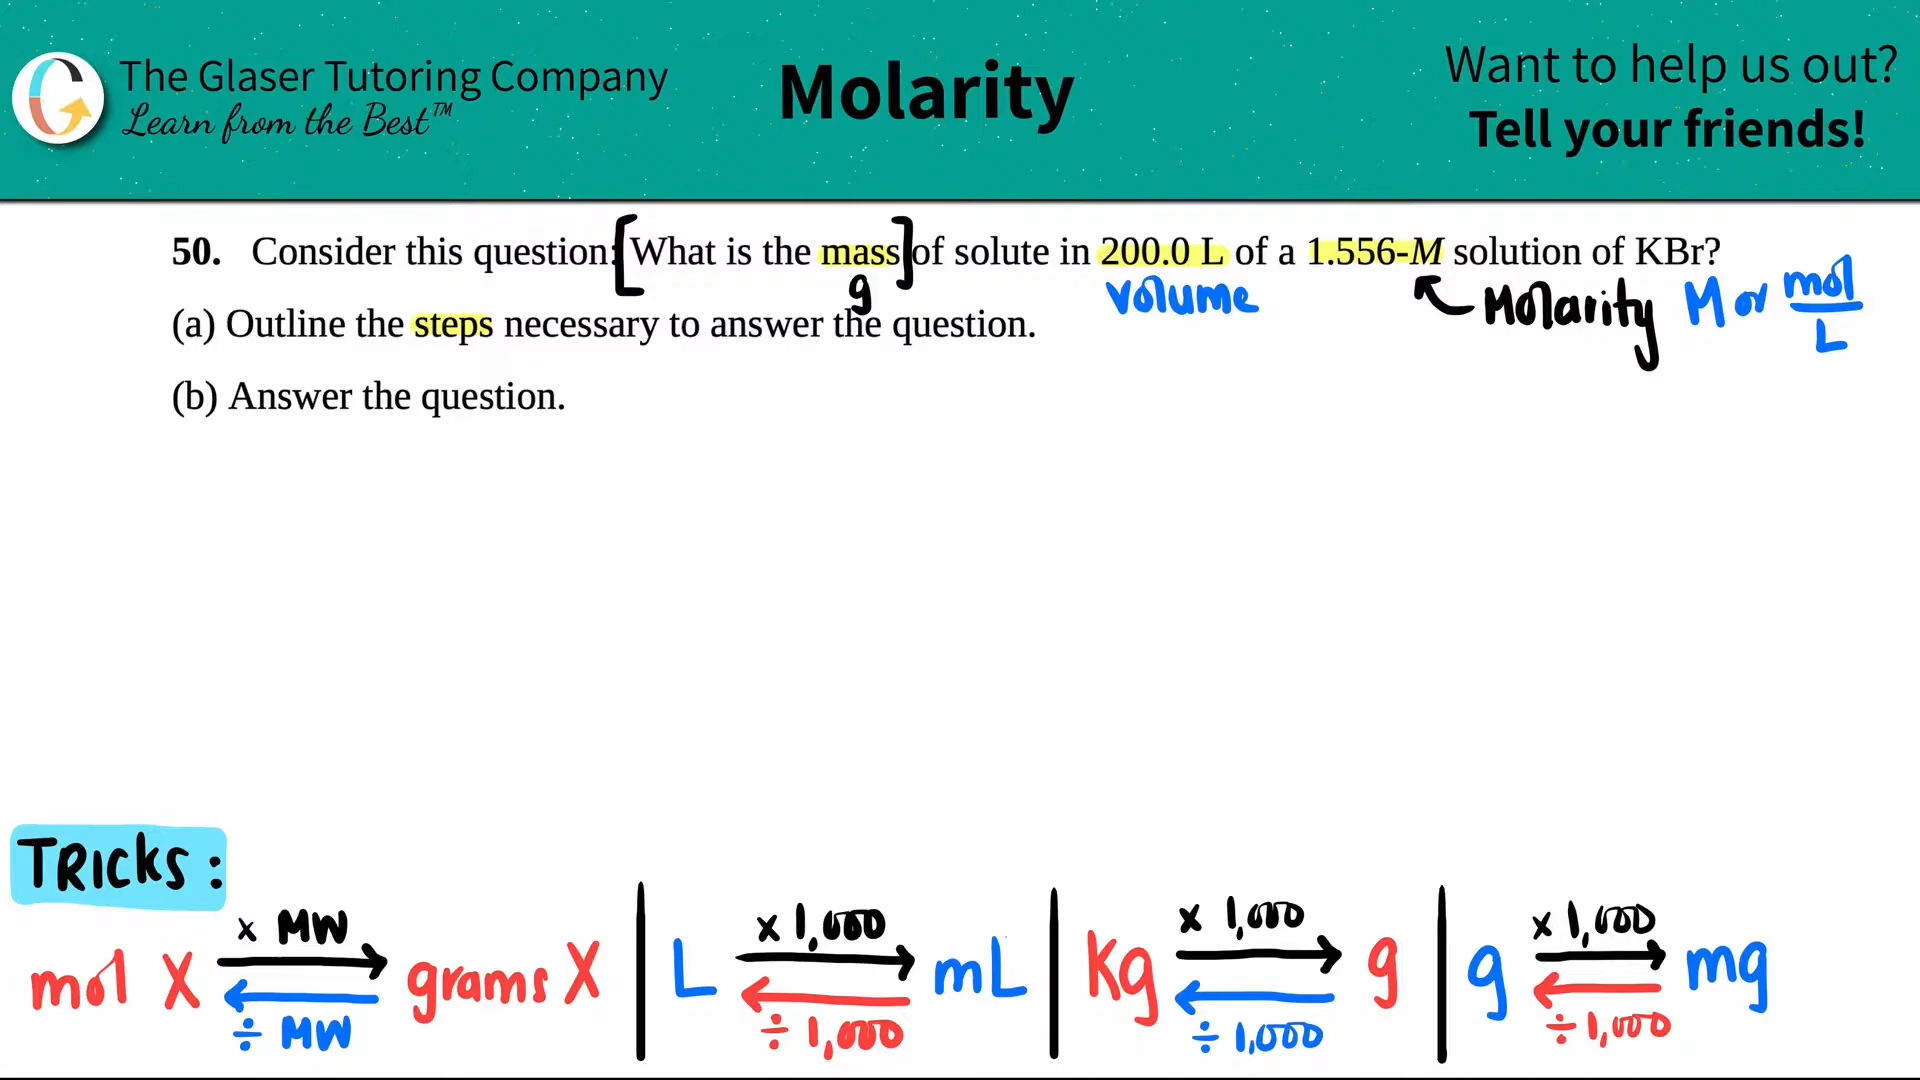 The Glaser Tutoring Company
Learn from the Best™
Molarity
Want to help us out?
Tell your friends!
50. Consider this question: [What is the mass] of solute in 200.0 L of a 1.556-M solution of KBr?
g
volume
Molarity M or mol/L
(a) Outline the steps necessary to answer the question.
(b) Answer the question.
TRICKS:
x MW
mol X
grams X
÷ MW
x 1,000
L
mL
÷ 1,000
x 1,000
kg
g
÷ 1,000
x 1,000
g
mg
÷ 1,000